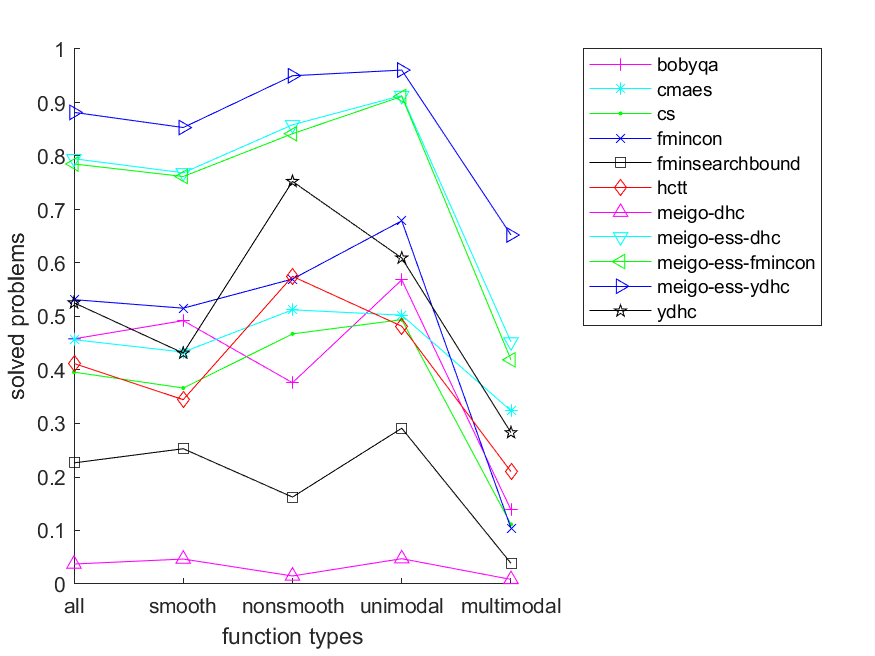 1
0.9
0.8
0.7
0.6
0.5
0.4
0.3
0.2
0.1
0
solved problems
all smooth nonsmooth unimodal multimodal
function types
bobyqa
cmaes
cs
fmincon
fminsearchbound
hctt
meigo-dhc
meigo-ess-dhc
meigo-ess-fmincon
meigo-ess-ydhc
ydhc